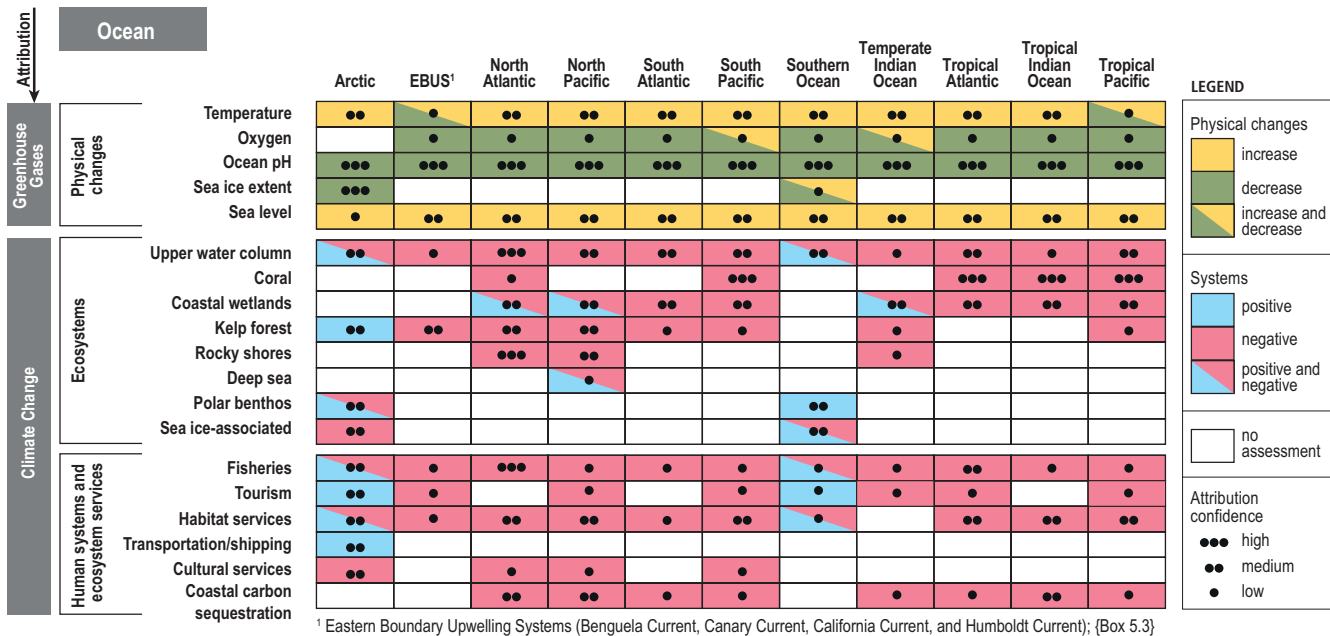 Attribution
Ocean
Arctic
EBUS¹
North
Atlantic
North
Pacific
South
Atlantic
South
Pacific
Southern
Ocean
Temperate
Indian
Ocean
Tropical
Atlantic
Tropical
Indian
Ocean
Tropical
Pacific
Greenhouse
Gases
Physical
changes
Temperature
Oxygen
Ocean pH
Sea ice extent
Sea level
Climate Change
Ecosystems
Upper water column
Coral
Coastal wetlands
Kelp forest
Rocky shores
Deep sea
Polar benthos
Sea ice-associated
Human systems and
ecosystem services
Fisheries
Tourism
Habitat services
Transportation/shipping
Cultural services
Coastal carbon
sequestration
LEGEND
Physical changes
increase
decrease
increase and
decrease
Systems
positive
negative
positive and
negative
no
assessment
Attribution
confidence
high
medium
low
¹ Eastern Boundary Upwelling Systems (Benguela Current, Canary Current, California Current, and Humboldt Current); {Box 5.3}